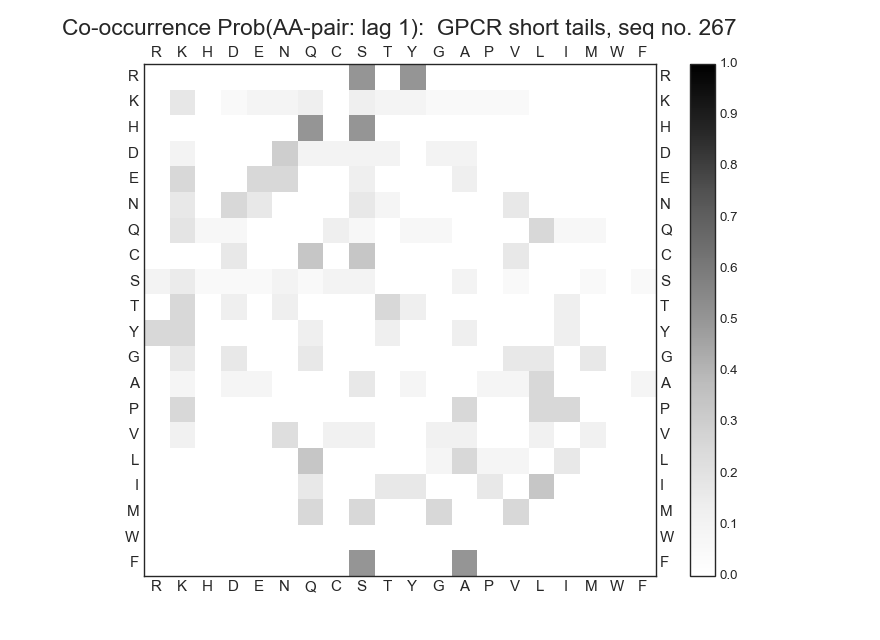 Co-occurrence Prob(AA-pair: lag 1):  GPCR short tails, seq no. 267
R K H D E N Q C S T Y G A P V L I M W F
R R 1.0
K K 0.9
H H
D D 0.8
E E
N N 0.7
Q Q
C C 0.6
S S
T T 0.5
Y Y
G G 0.4
A A
P P 0.3
V V
L L 0.2
I I
M M 0.1
W W
F F 0.0
R K H D E N Q C S T Y G A P V L I M W F